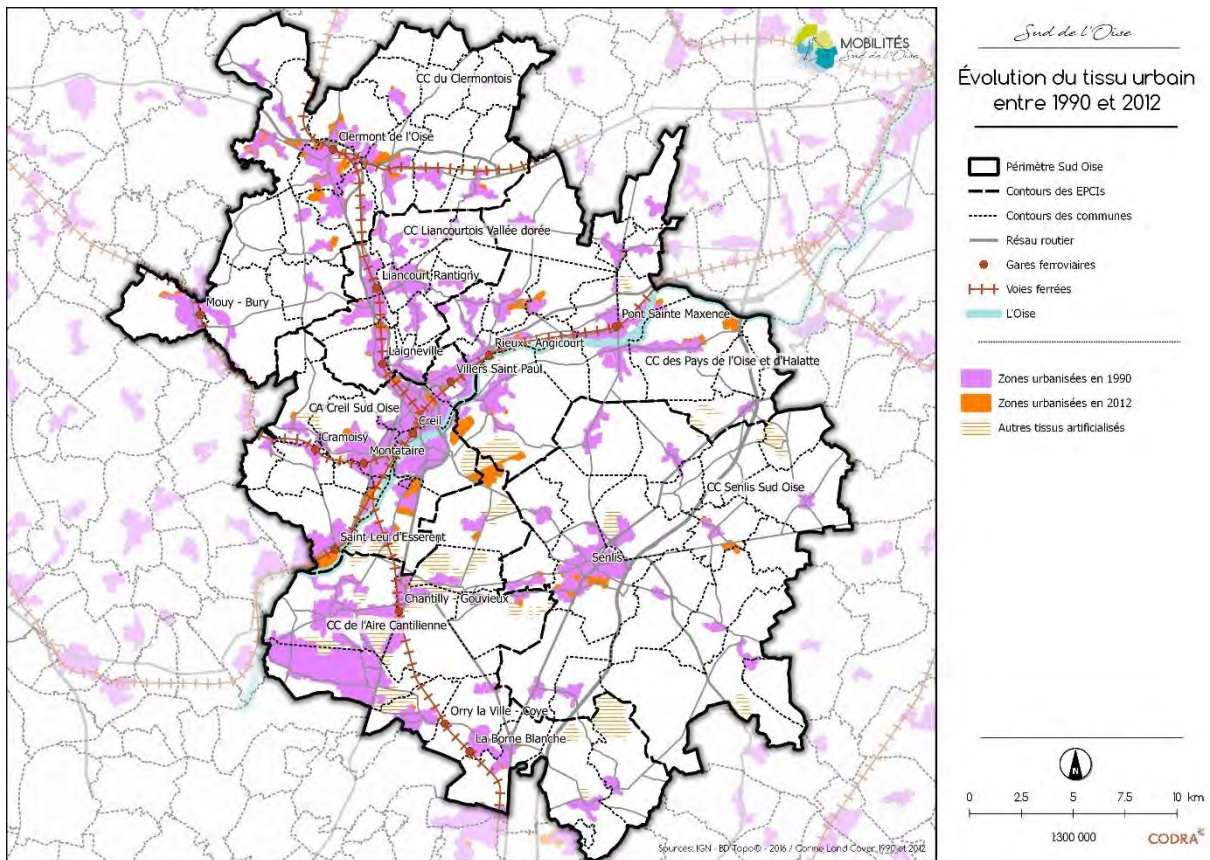 MOBILITÉS
Sud de l'Oise
CC du Clermontois
Clermont de l'Oise
CC Liancourtois Vallée dorée
Liancourt Rantigny
Mouy - Bury
Pont Sainte Maxence
Laigneville
Rieux - Angicourt
Villers Saint Paul
CC des Pays de l'Oise et d'Halatte
CA Creil Sud Oise
Creil
Cramoisy
Montataire
CC Senlis Sud Oise
Saint Leu d'Esserent
Senlis
Chantilly - Gouvieux
CC de l'Aire Cantilienne
Orry la Ville - Coye
La Borne Blanche
Sources: IGN - BD Topo© - 2016 / Corine Land Cover 1990 et 2012
Sud de l'Oise
Évolution du tissu urbain
entre 1990 et 2012
Périmètre Sud Oise
Contours des EPCIs
Contours des communes
Résau routier
Gares ferroviaires
Voies ferrées
L'Oise
Zones urbanisées en 1990
Zones urbanisées en 2012
Autres tissus artificialisés
N
0 2.5 5 7.5 10 km
1:300 000
CODRA